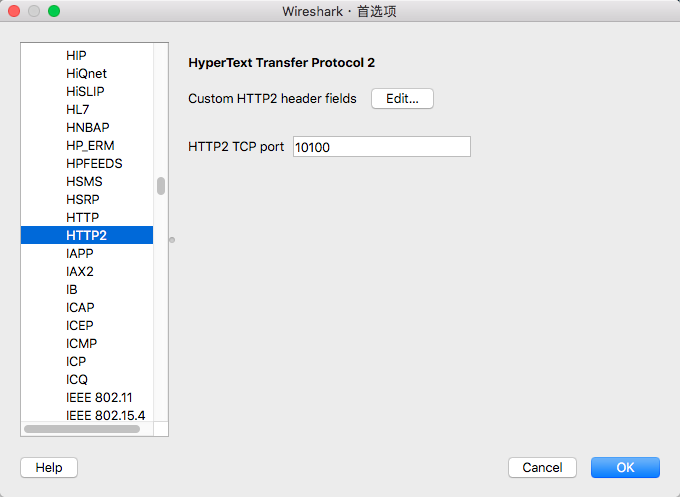 Wireshark · 首选项
HIP
HiQnet
HiSLIP
HL7
HNBAP
HP_ERM
HPFEEDS
HSMS
HSRP
HTTP
HTTP2
IAPP
IAX2
IB
ICAP
ICEP
ICMP
ICP
ICQ
IEEE 802.11
IEEE 802.15.4
HyperText Transfer Protocol 2
Custom HTTP2 header fields Edit...
HTTP2 TCP port 10100
Help Cancel OK